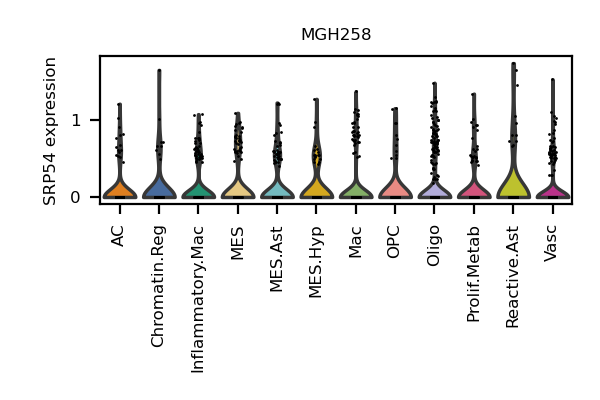 MGH258
SRP54 expression
1
0
AC
Chromatin.Reg
Inflammatory.Mac
MES
MES.Ast
MES.Hyp
Mac
OPC
Oligo
Prolif.Metab
Reactive.Ast
Vasc